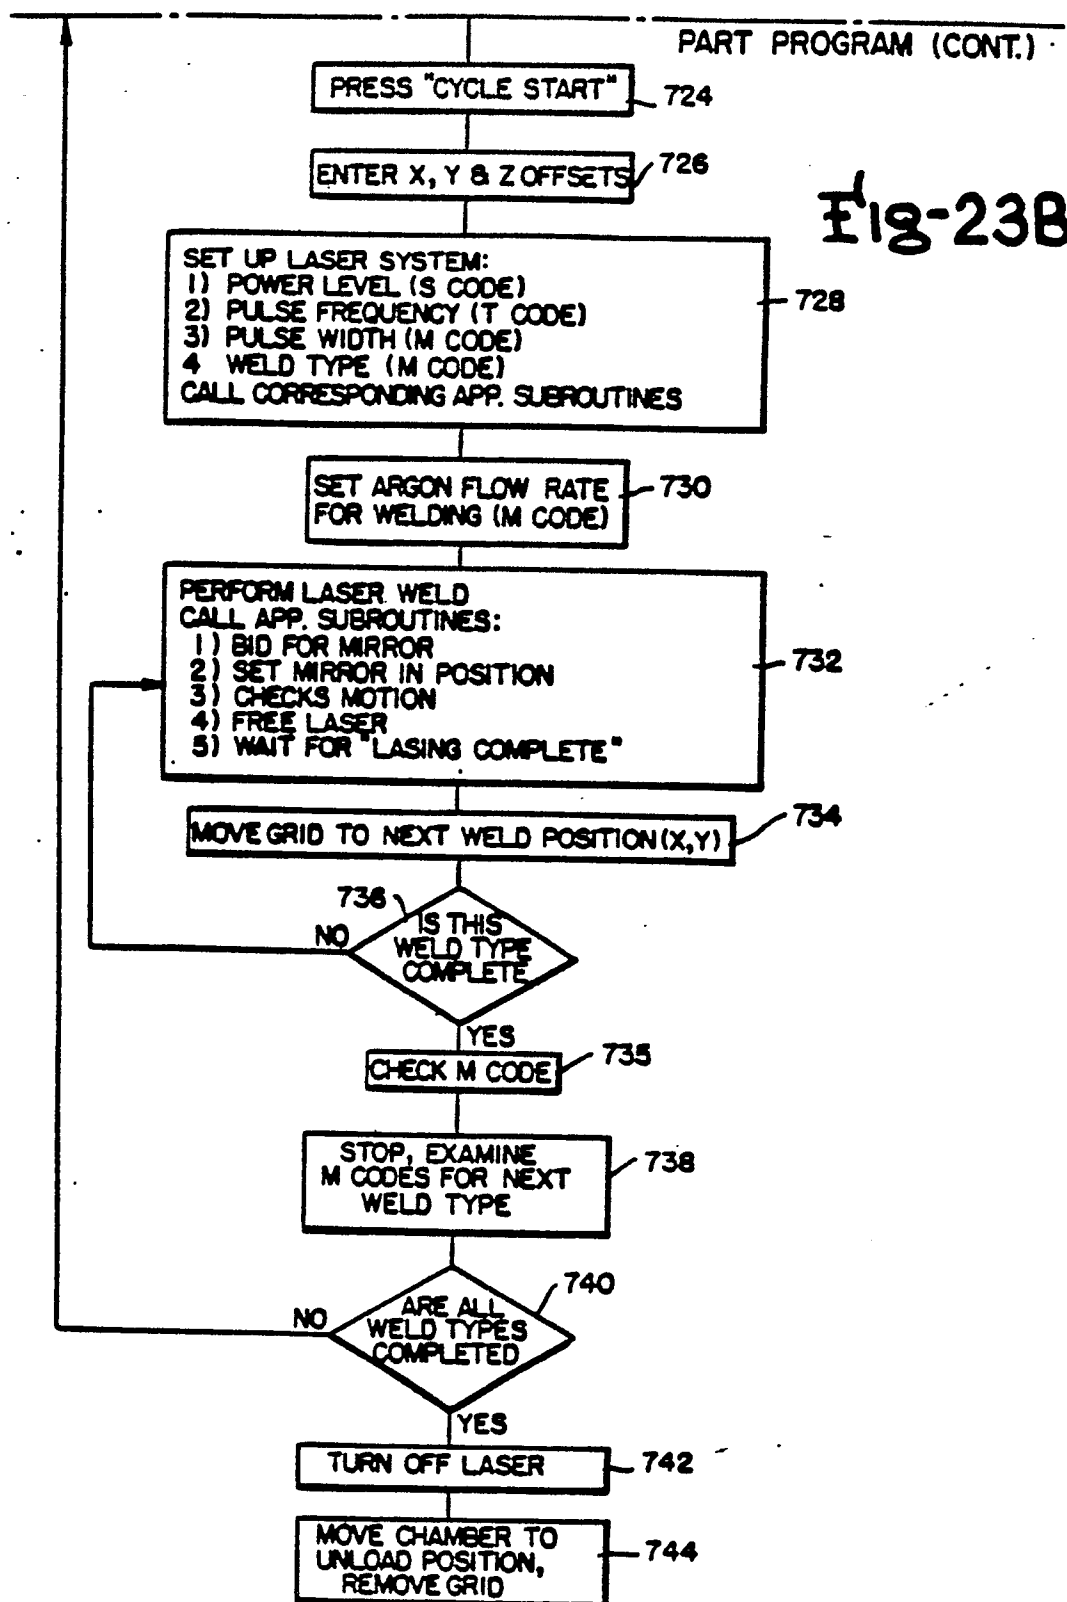 PART PROGRAM (CONT.)
PRESS "CYCLE START"
724
ENTER X, Y & Z OFFSETS
726
Fig-23B
SET UP LASER SYSTEM:
1) POWER LEVEL (S CODE)
2) PULSE FREQUENCY (T CODE)
3) PULSE WIDTH (M CODE)
4 WELD TYPE (M CODE)
CALL CORRESPONDING APP. SUBROUTINES
728
SET ARGON FLOW RATE
FOR WELDING (M CODE)
730
PERFORM LASER WELD
CALL APP. SUBROUTINES:
1) BID FOR MIRROR
2) SET MIRROR IN POSITION
3) CHECKS MOTION
4) FREE LASER
5) WAIT FOR "LASING COMPLETE"
732
MOVE GRID TO NEXT WELD POSITION (X,Y)
734
736
IS THIS
WELD TYPE
COMPLETE
NO
YES
CHECK M CODE
735
STOP, EXAMINE
M CODES FOR NEXT
WELD TYPE
738
ARE ALL
WELD TYPES
COMPLETED
740
NO
YES
TURN OFF LASER
742
MOVE CHAMBER TO
UNLOAD POSITION,
REMOVE GRID
744